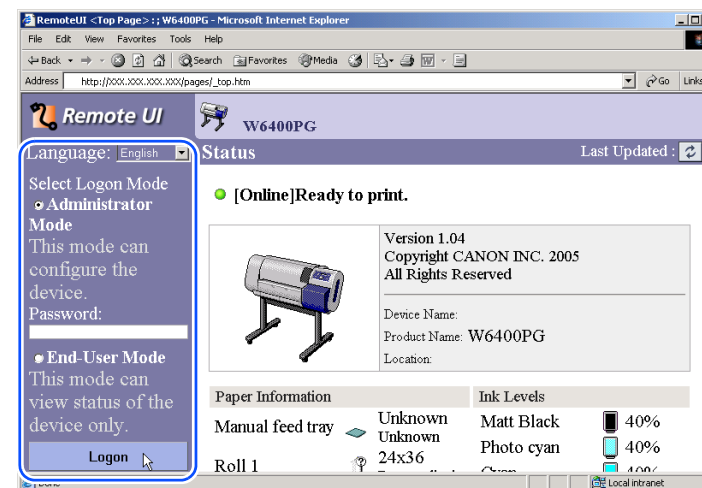 RemoteUI <Top Page> : ; W6400PG - Microsoft Internet Explorer
File Edit View Favorites Tools Help
Back Search Favorites Media
Address http://XXX.XXX.XXX.XXX/pages/_top.htm Go Links
Remote UI
W6400PG
Language: English
Status Last Updated :
Select Logon Mode
Administrator
Mode
This mode can
configure the
device.
Password:
End-User Mode
This mode can
view status of the
device only.
Logon
[Online]Ready to print.
Version 1.04
Copyright CANON INC. 2005
All Rights Reserved
Device Name:
Product Name: W6400PG
Location:
Paper Information
Manual feed tray Unknown
Unknown
Roll 1 24x36
Ink Levels
Matt Black 40%
Photo cyan 40%
Cyan 40%
Done Local intranet